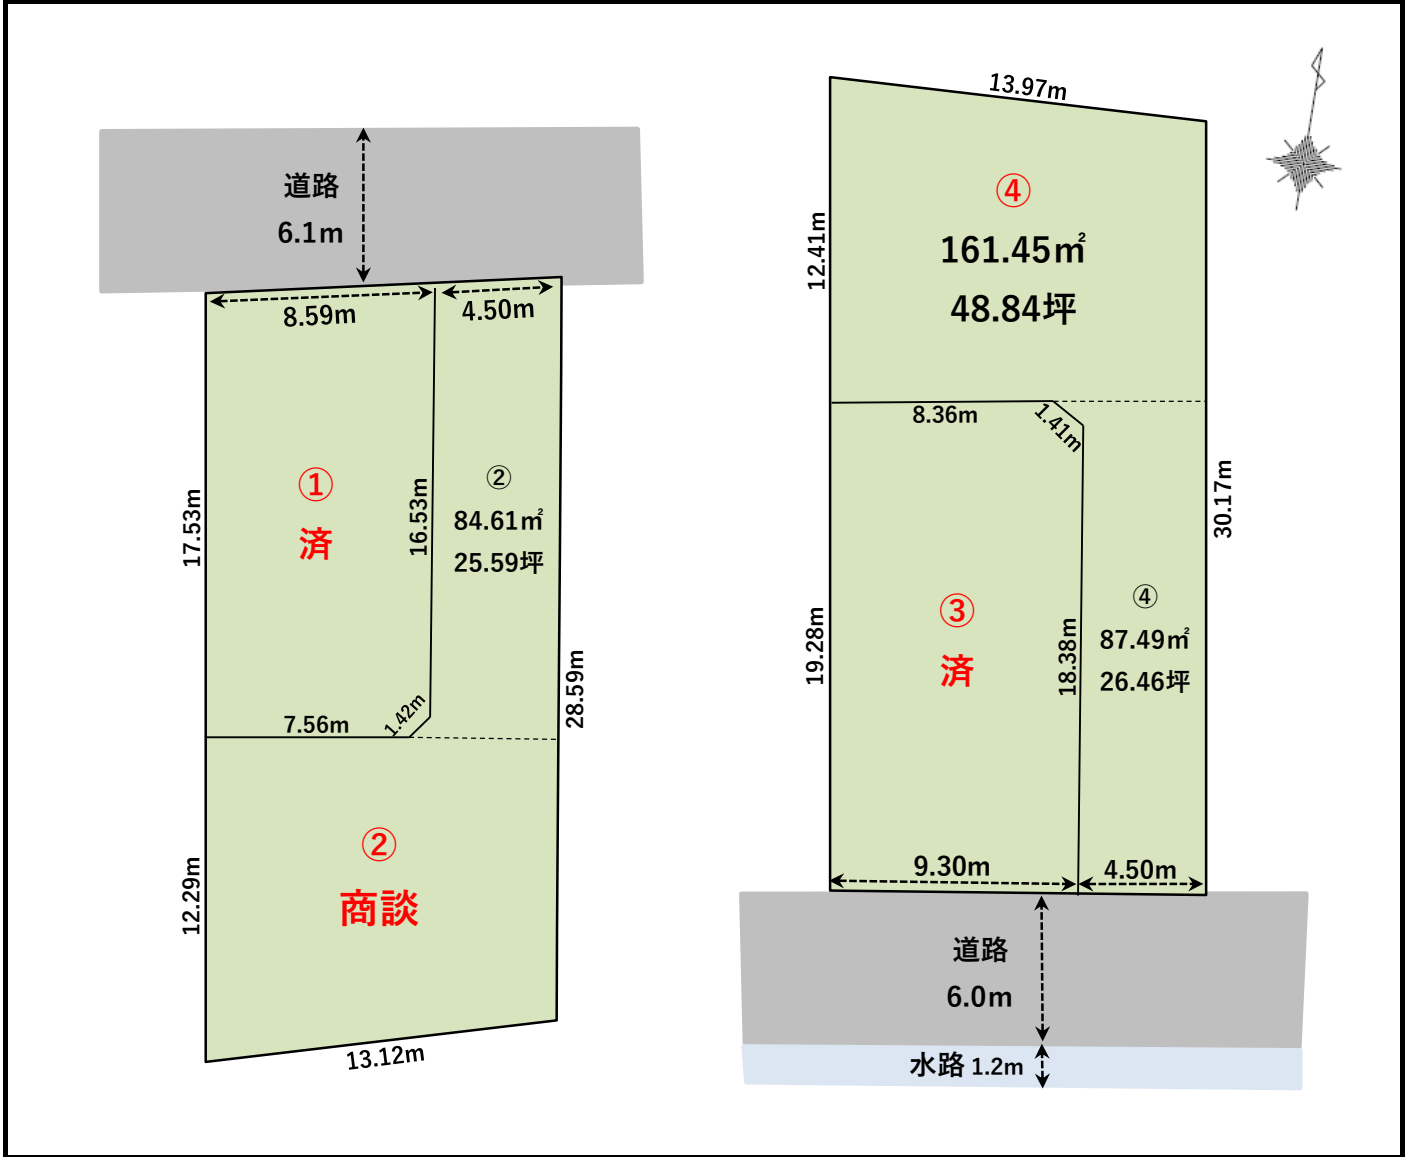 道路
6.1m
8.59m
4.50m
①
済
17.53m
16.53m
②
84.61㎡
25.59坪
28.59m
7.56m
1.42m
②
商談
12.29m
13.12m
13.97m
④
161.45㎡
48.84坪
12.41m
8.36m
1.41m
30.17m
③
済
19.28m
18.38m
④
87.49㎡
26.46坪
9.30m
4.50m
道路
6.0m
水路 1.2m